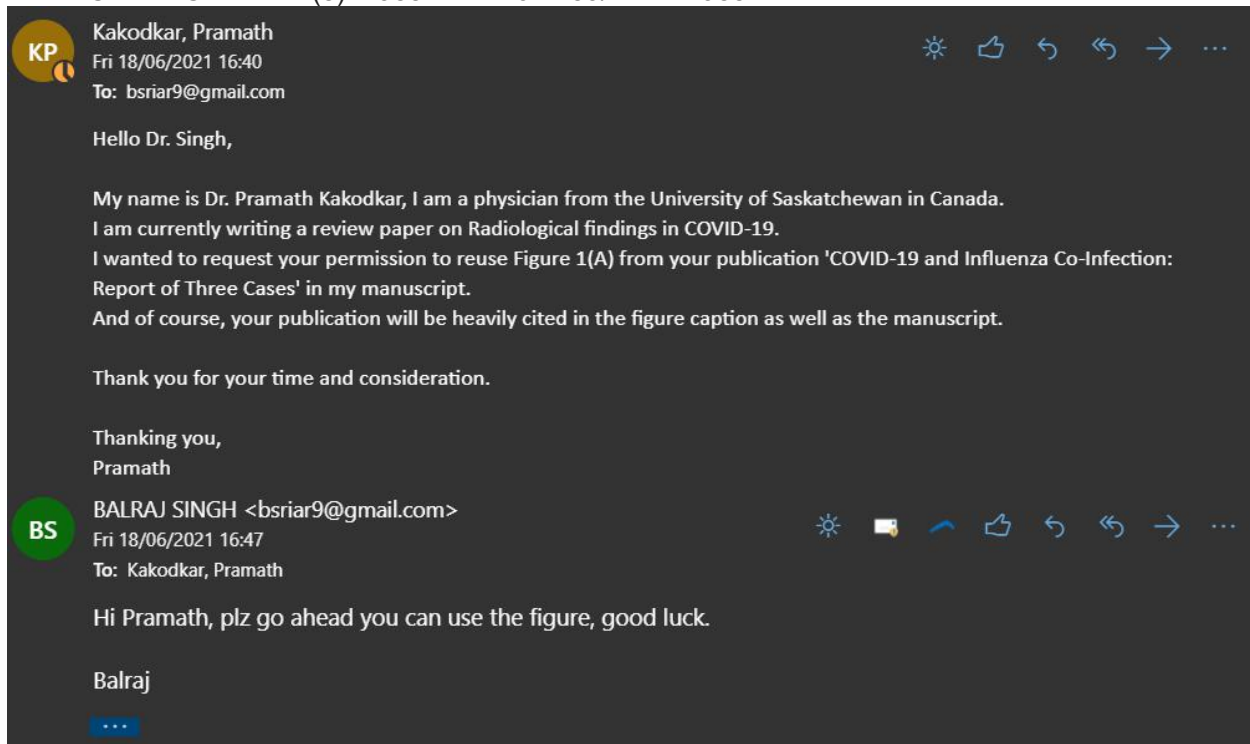 KP
Kakodkar, Pramath
Fri 18/06/2021 16:40
To: bsriar9@gmail.com
Hello Dr. Singh,
My name is Dr. Pramath Kakodkar, I am a physician from the University of Saskatchewan in Canada.
I am currently writing a review paper on Radiological findings in COVID-19.
I wanted to request your permission to reuse Figure 1(A) from your publication 'COVID-19 and Influenza Co-Infection:
Report of Three Cases' in my manuscript.
And of course, your publication will be heavily cited in the figure caption as well as the manuscript.
Thank you for your time and consideration.
Thanking you,
Pramath
BS
BALRAJ SINGH <bsriar9@gmail.com>
Fri 18/06/2021 16:47
To: Kakodkar, Pramath
Hi Pramath, plz go ahead you can use the figure, good luck.
Balraj